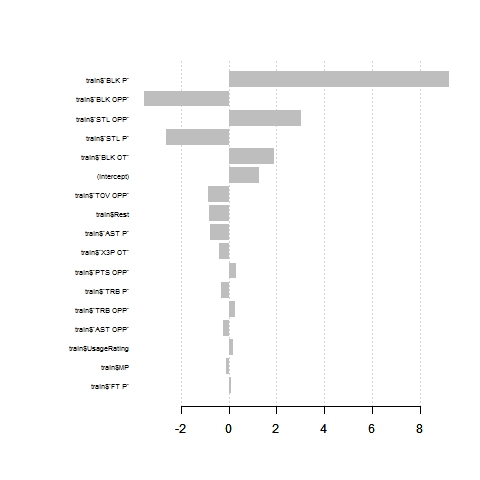 train$`BLK P`
train$`BLK OPP`
train$`STL OPP`
train$`STL P`
train$`BLK OT`
(Intercept)
train$`TOV OPP`
train$Rest
train$`AST P`
train$`X3P OT`
train$`PTS OPP`
train$`TRB P`
train$`TRB OPP`
train$`AST OPP`
train$UsageRating
train$MP
train$`FT P`
-2 0 2 4 6 8